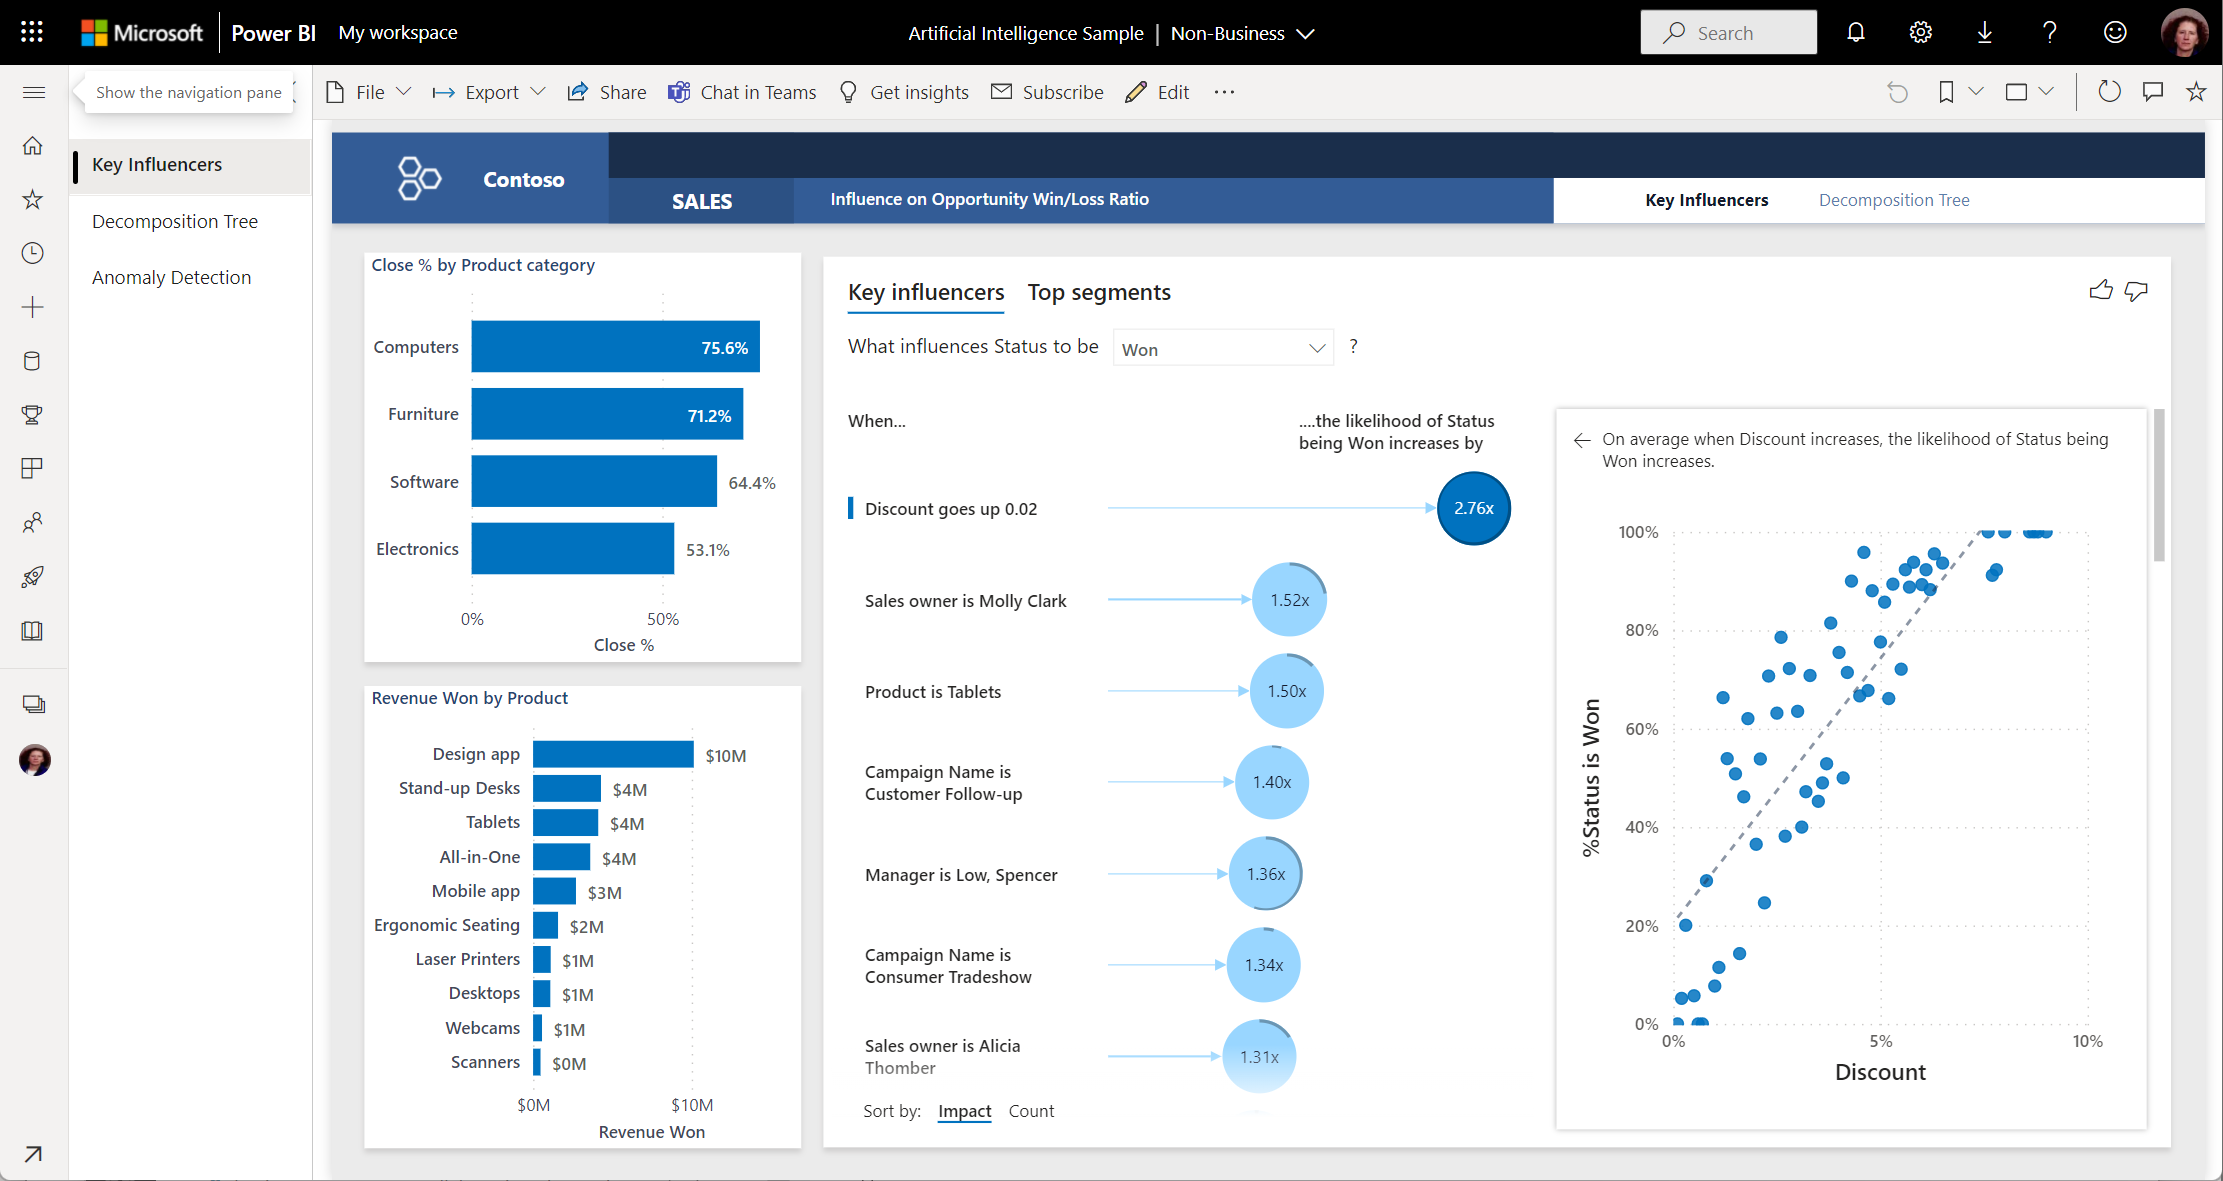 Microsoft Power BI My workspace
Artificial Intelligence Sample | Non-Business
Search
Show the navigation pane
File
Export
Share
Chat in Teams
Get insights
Subscribe
Edit
Key Influencers
Decomposition Tree
Anomaly Detection
Contoso
SALES
Influence on Opportunity Win/Loss Ratio
Key Influencers
Decomposition Tree
Close % by Product category
Computers 75.6%
Furniture 71.2%
Software 64.4%
Electronics 53.1%
0% 50%
Close %
Revenue Won by Product
Design app $10M
Stand-up Desks $4M
Tablets $4M
All-in-One $4M
Mobile app $3M
Ergonomic Seating $2M
Laser Printers $1M
Desktops $1M
Webcams $1M
Scanners $0M
$0M $10M
Revenue Won
Key influencers Top segments
What influences Status to be Won ?
When...
....the likelihood of Status
being Won increases by
Discount goes up 0.02 2.76x
Sales owner is Molly Clark 1.52x
Product is Tablets 1.50x
Campaign Name is
Customer Follow-up
1.40x
Manager is Low, Spencer 1.36x
Campaign Name is
Consumer Tradeshow
1.34x
Sales owner is Alicia
Thomber
1.31x
Sort by: Impact Count
On average when Discount increases, the likelihood of Status being
Won increases.
%Status is Won
100%
80%
60%
40%
20%
0%
0% 5% 10%
Discount